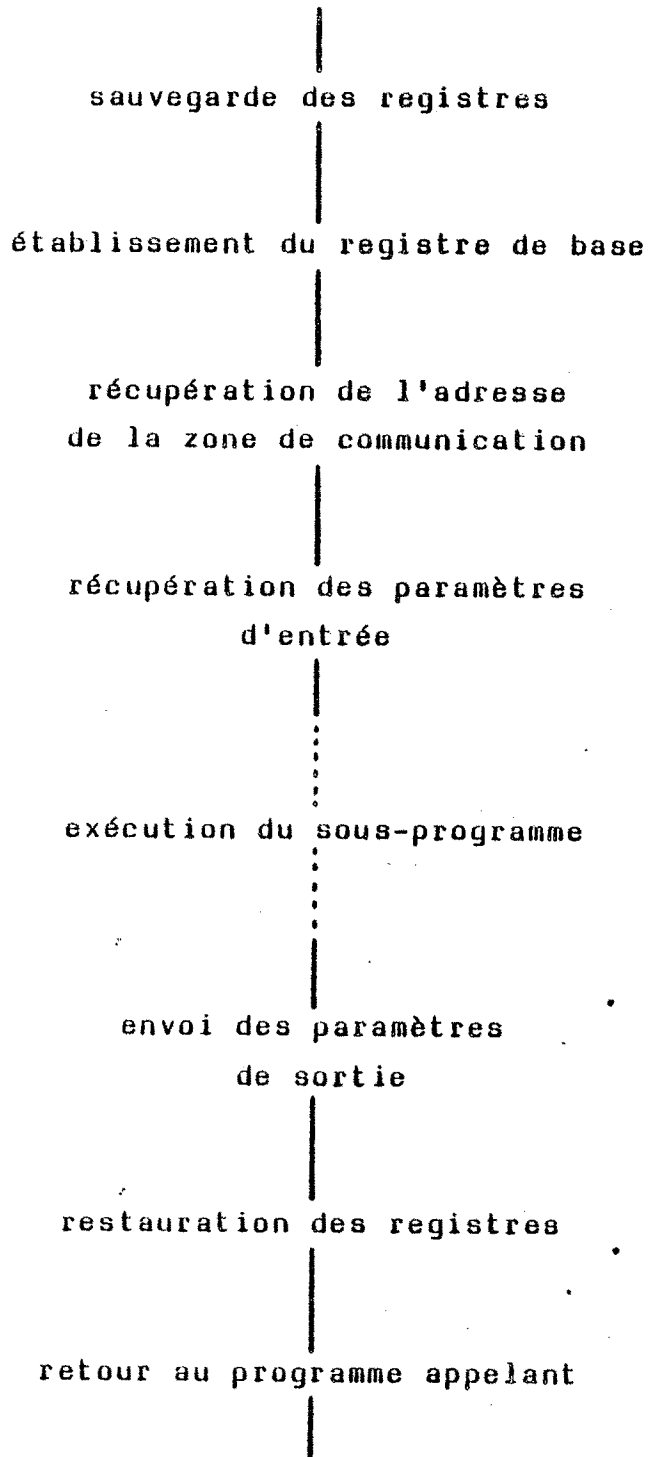 sauvegarde des registres
établissement du registre de base
récupération de l'adresse
de la zone de communication
récupération des paramètres
d'entrée
exécution du sous-programme
envoi des paramètres
de sortie
restauration des registres
retour au programme appelant